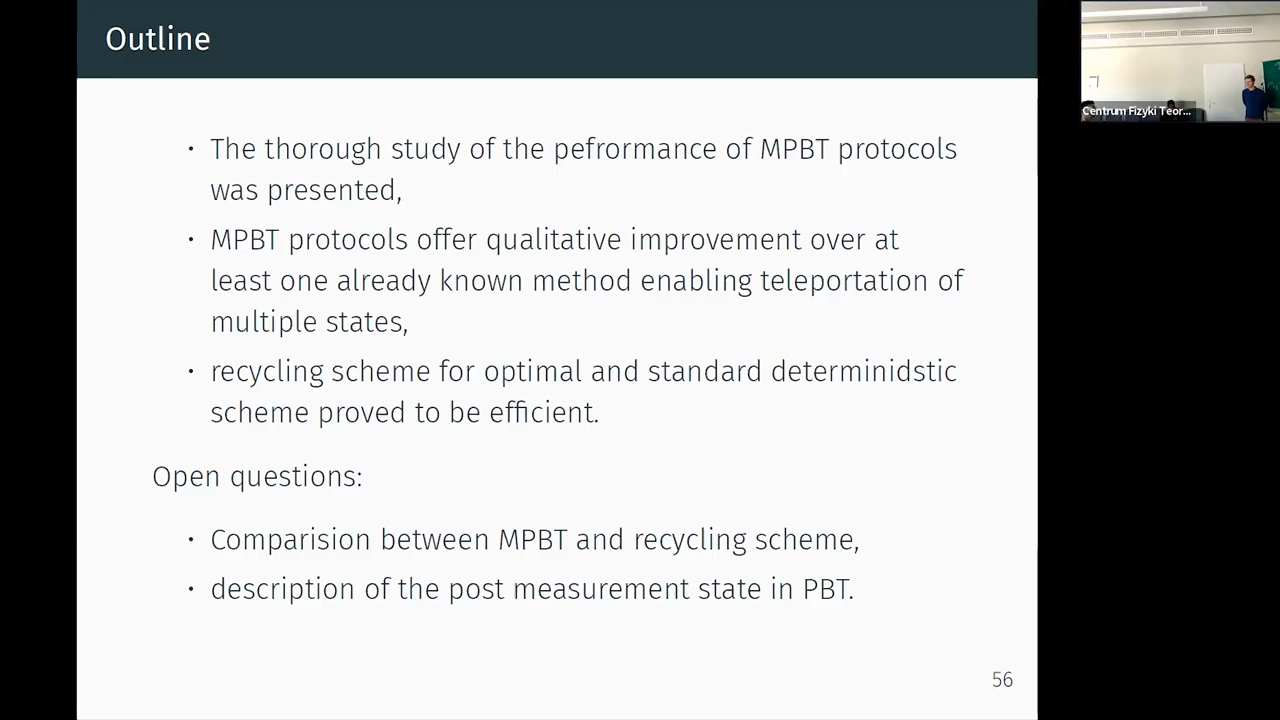 Outline
• The thorough study of the pefrormance of MPBT protocols
was presented,
• MPBT protocols offer qualitative improvement over at
least one already known method enabling teleportation of
multiple states,
• recycling scheme for optimal and standard determinidstic
scheme proved to be efficient.
Open questions:
• Comparision between MPBT and recycling scheme,
• description of the post measurement state in PBT.
56
Centrum Fizyki Teor...